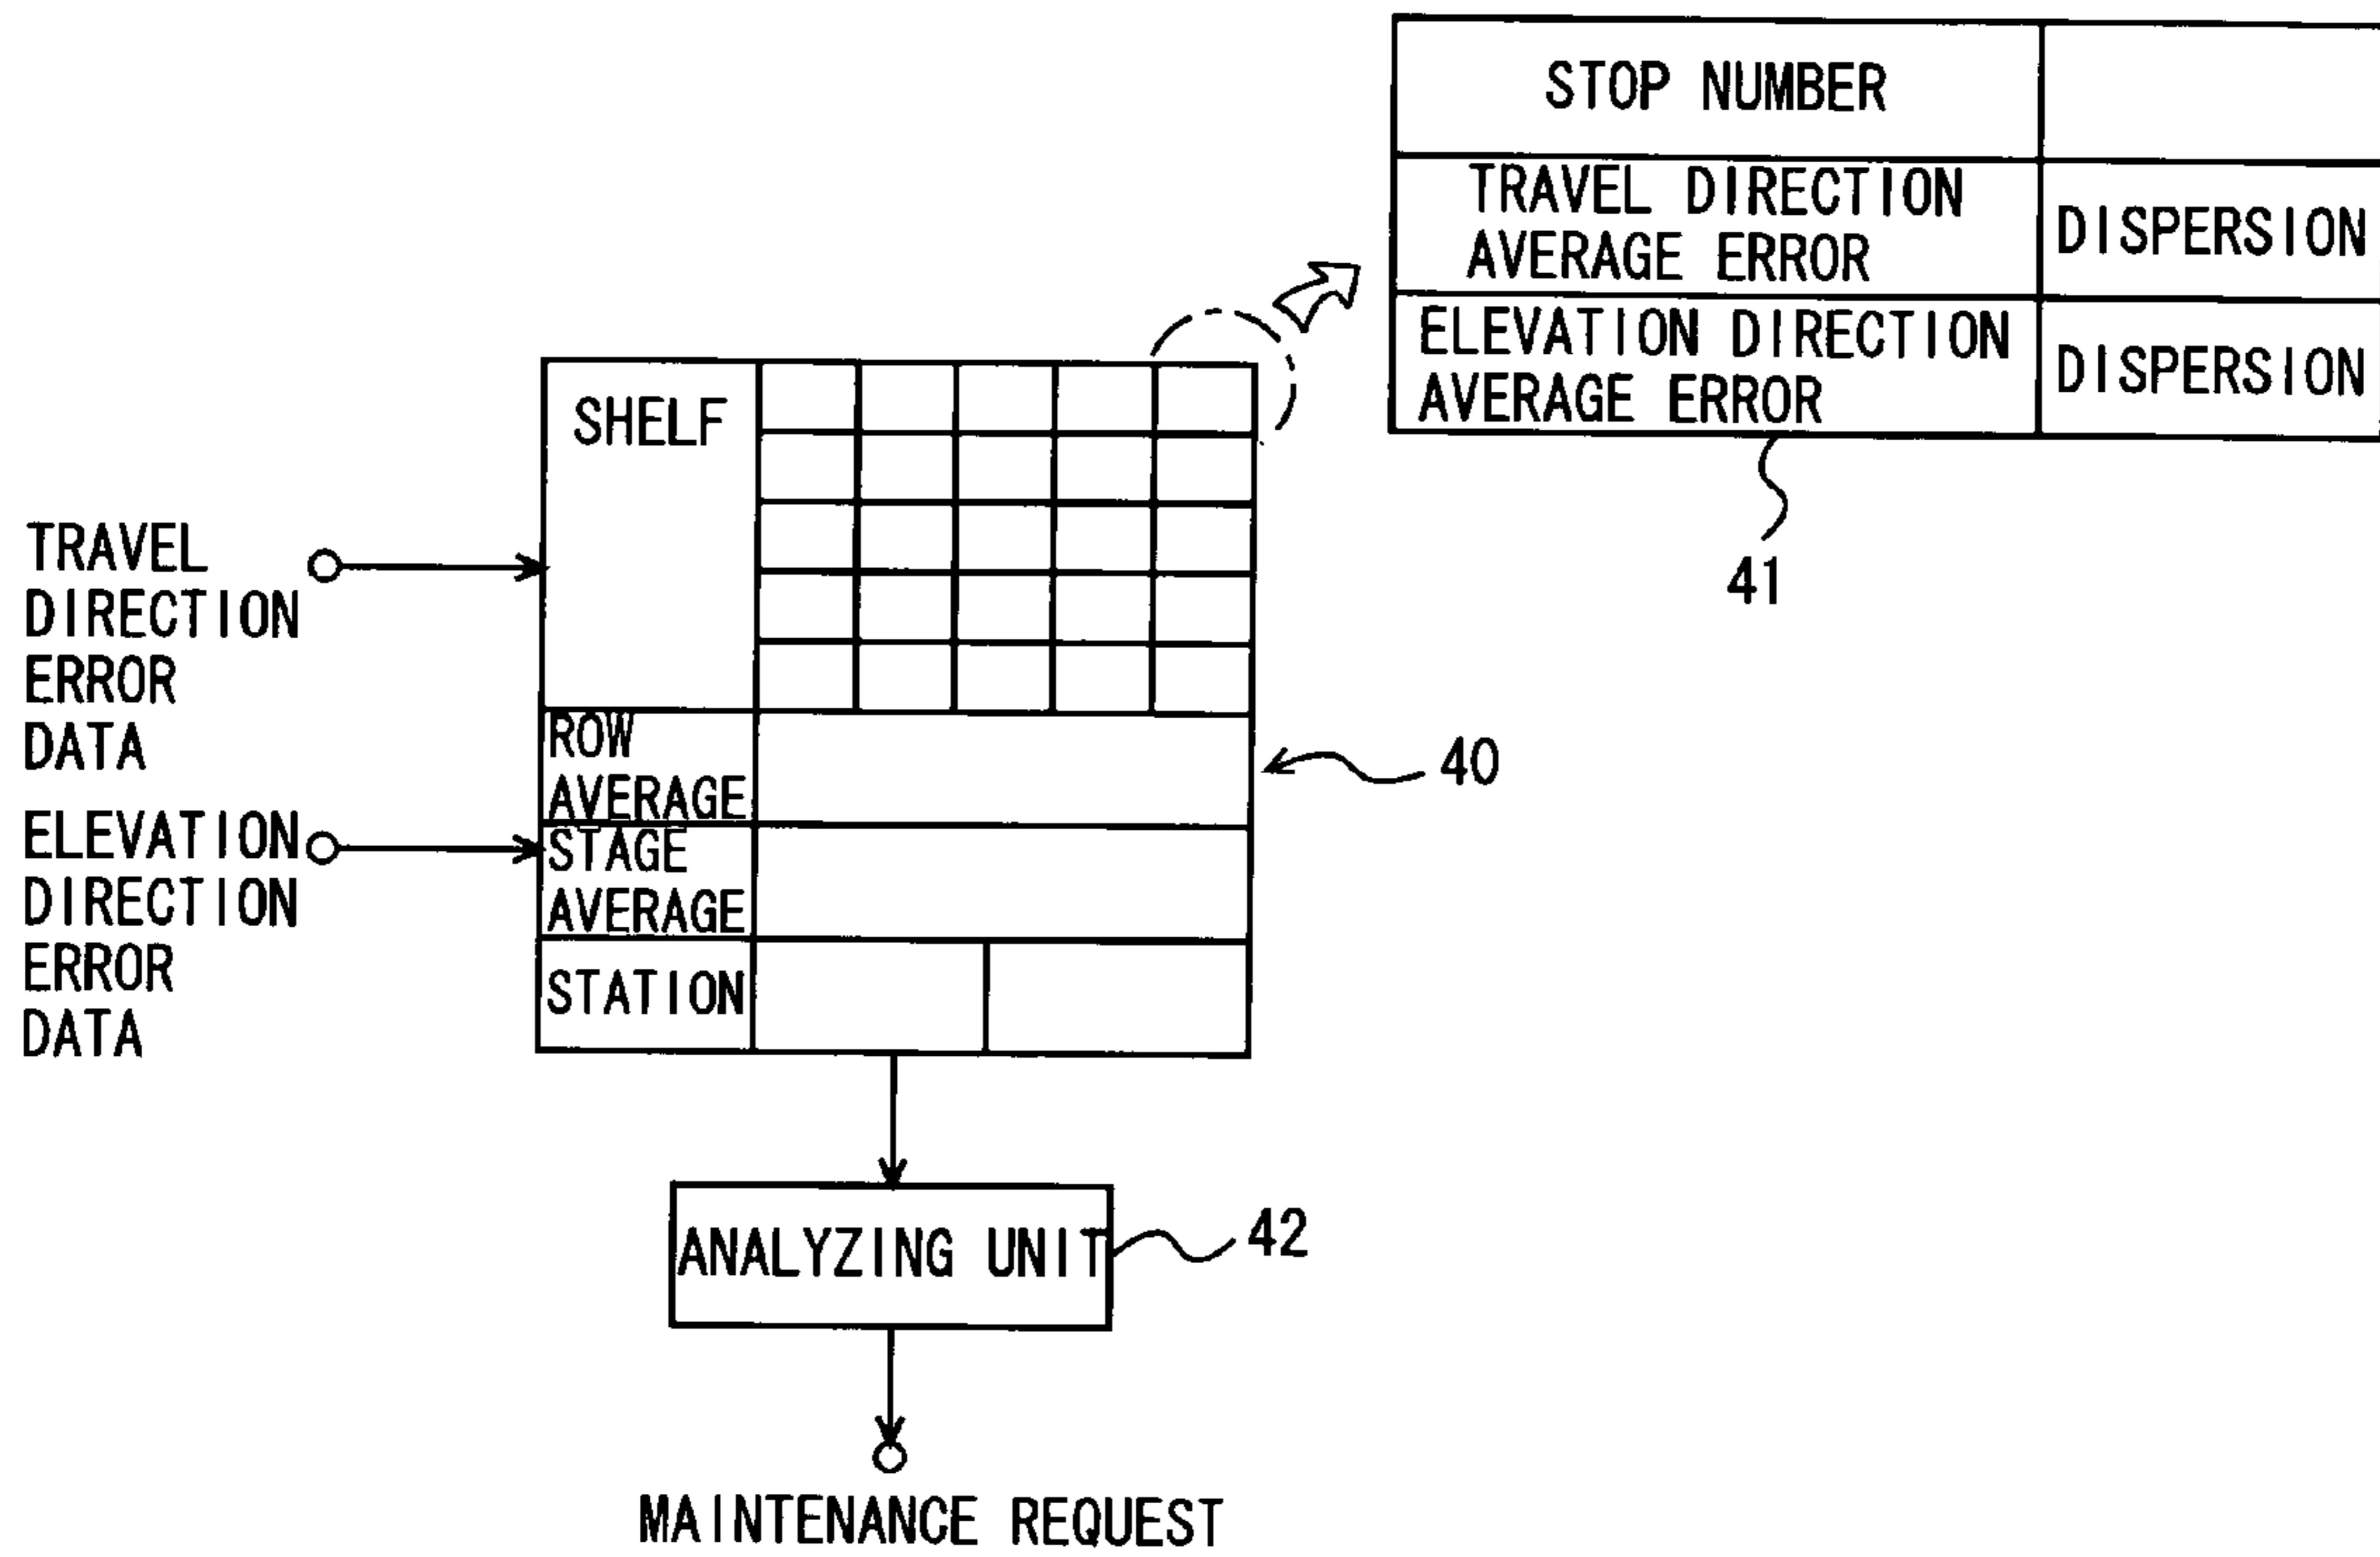 STOP NUMBER
TRAVEL DIRECTION
AVERAGE ERROR
DISPERSION
ELEVATION DIRECTION
AVERAGE ERROR
DISPERSION
41
SHELF
TRAVEL
DIRECTION
ERROR
DATA
ROW
AVERAGE
40
ELEVATION
DIRECTION
ERROR
DATA
STAGE
AVERAGE
STATION
ANALYZING UNIT
42
MAINTENANCE REQUEST